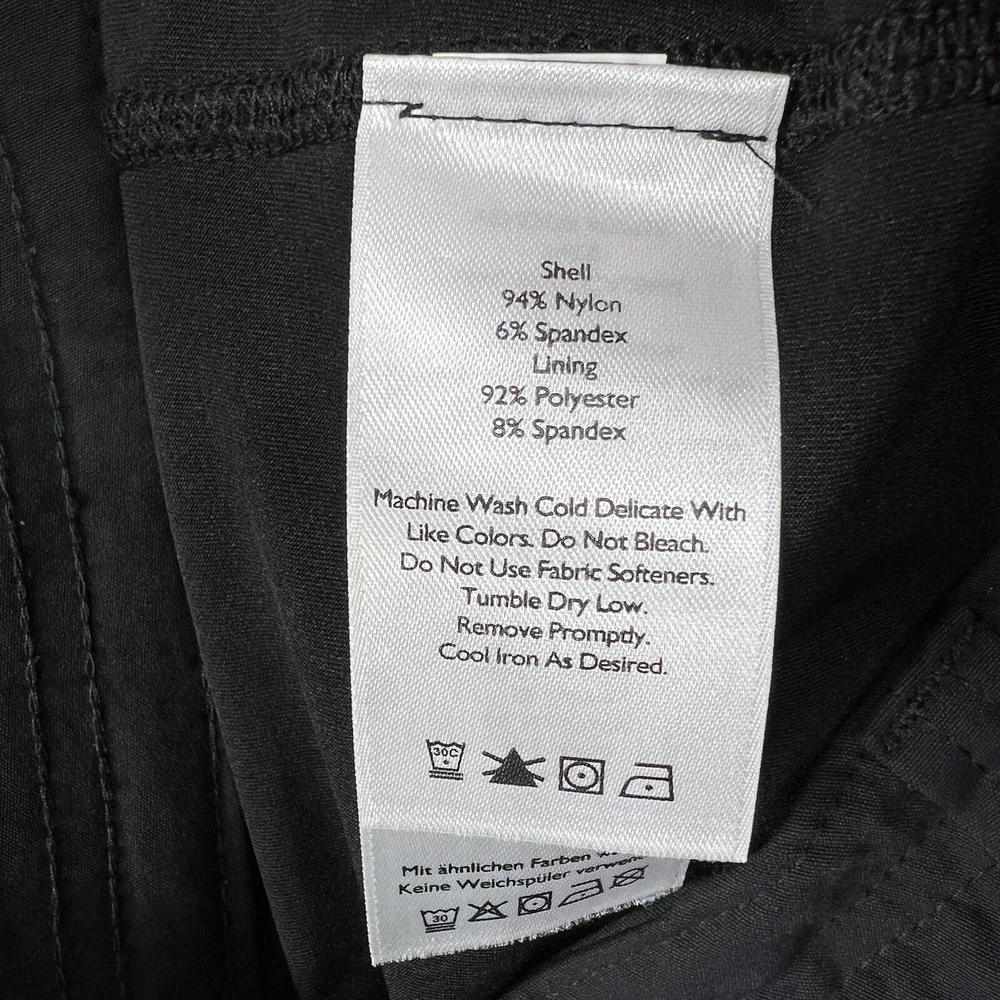 Shell
94% Nylon
6% Spandex
Lining
92% Polyester
8% Spandex
Machine Wash Cold Delicate With
Like Colors. Do Not Bleach.
Do Not Use Fabric Softeners.
Tumble Dry Low.
Remove Promptly.
Cool Iron As Desired.
30C
Mit ähnlichen Farben
Keine Weichspüler
30